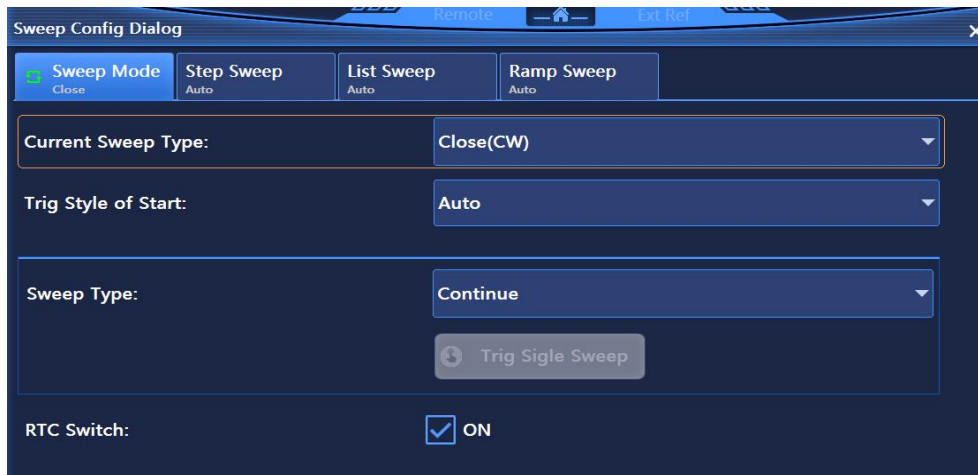 Remote Ext Ref
Sweep Config Dialog
Sweep Mode Step Sweep List Sweep Ramp Sweep
Close Auto Auto Auto
Current Sweep Type: Close(CW)
Trig Style of Start: Auto
Sweep Type: Continue
Trig Sigle Sweep
RTC Switch: ON